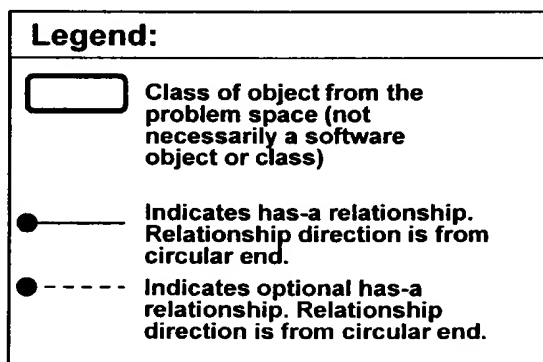 Legend:
Class of object from the
problem space (not
necessarily a software
object or class)
Indicates has-a relationship.
Relationship direction is from
circular end.
Indicates optional has-a
relationship. Relationship
direction is from circular end.